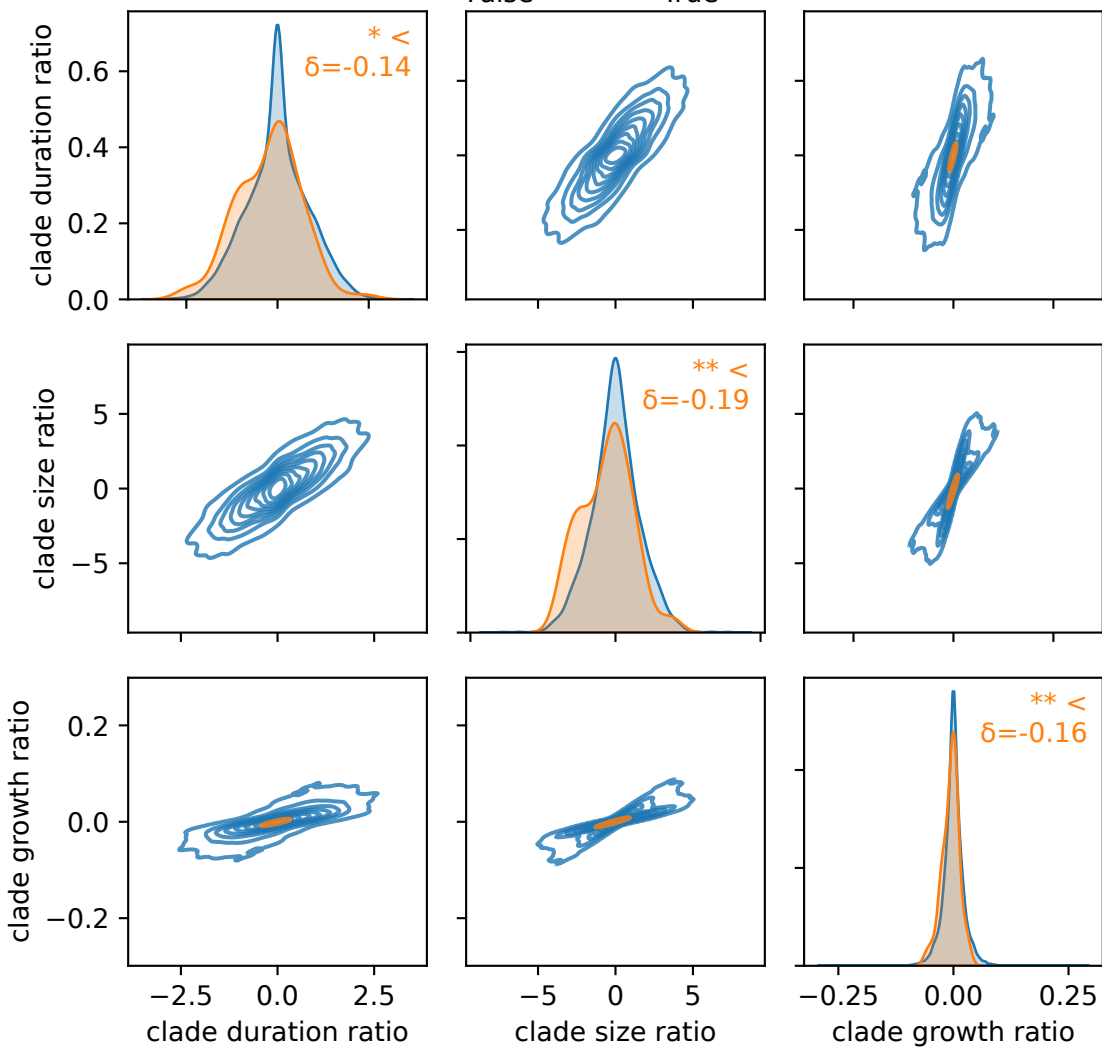 clade duration ratio
0.6
0.4
0.2
0.0
* <
δ=-0.14
clade size ratio
5
0
−5
** <
δ=-0.19
clade growth ratio
0.2
0.0
−0.2
** <
δ=-0.16
−2.5 0.0 2.5
−5 0 5
−0.25 0.00 0.25
clade duration ratio
clade size ratio
clade growth ratio